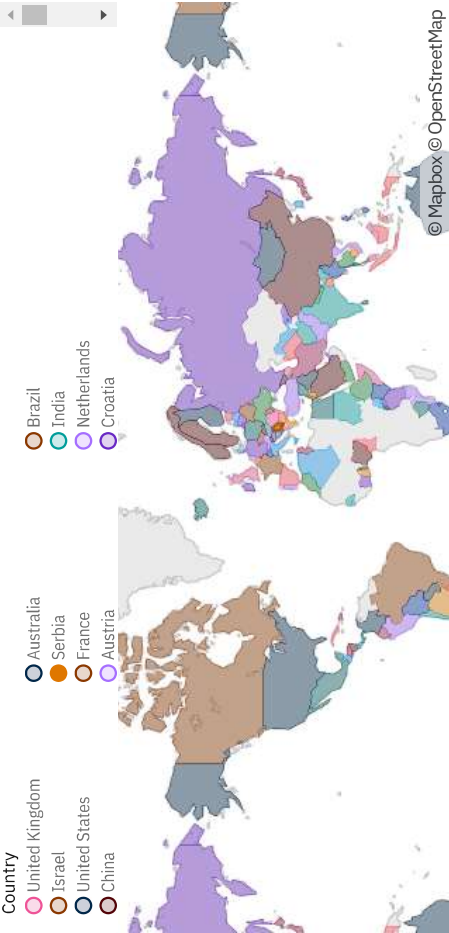 Country
United Kingdom
Australia
Brazil
Israel
Serbia
India
United States
France
Netherlands
China
Austria
Croatia
© Mapbox © OpenStreetMap